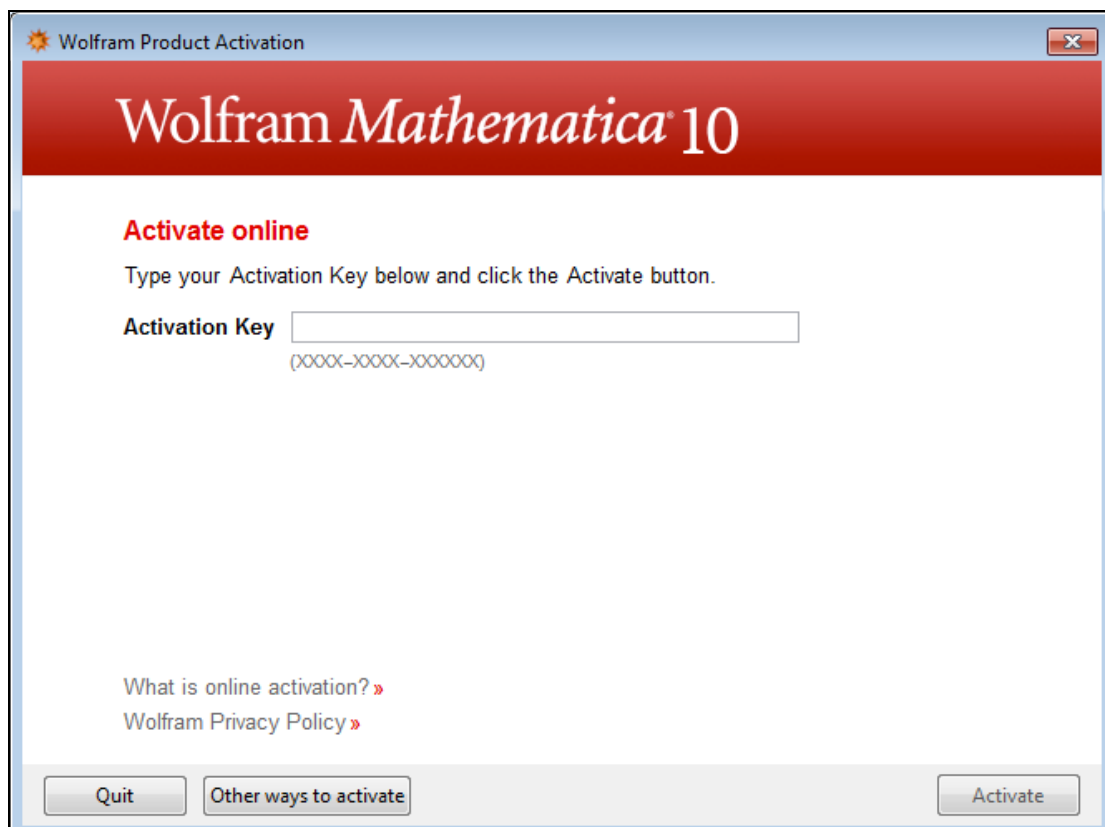 Wolfram Product Activation
Wolfram Mathematica® 10
Activate online
Type your Activation Key below and click the Activate button.
Activation Key
(XXXX–XXXX–XXXXXX)
What is online activation? »
Wolfram Privacy Policy »
Quit Other ways to activate Activate